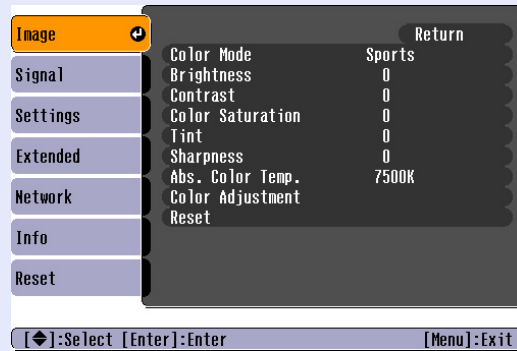 Image
Signal
Settings
Extended
Network
Info
Reset
Return
Color Mode Sports
Brightness 0
Contrast 0
Color Saturation 0
Tint 0
Sharpness 0
Abs. Color Temp. 7500K
Color Adjustment
Reset
[◆]:Select [Enter]:Enter [Menu]:Exit